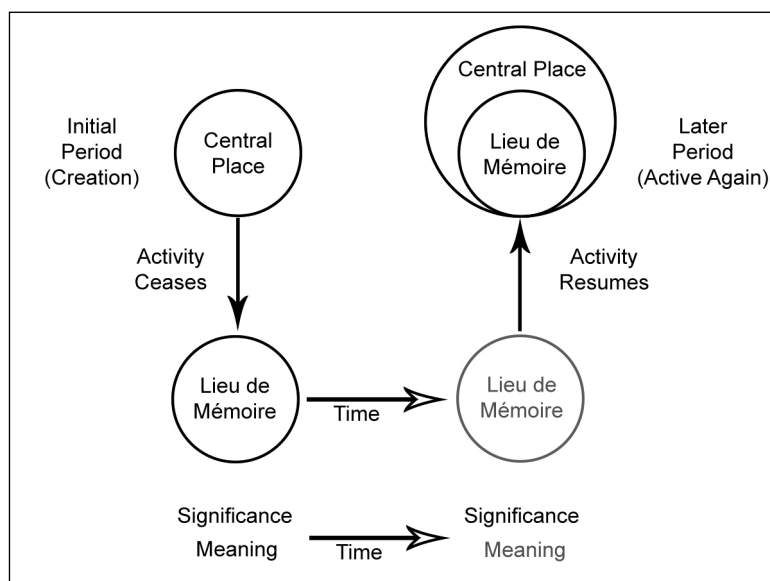 Initial
Period
(Creation)
Central
Place
Central Place
Lieu de
Mémoire
Later
Period
(Active Again)
Activity
Ceases
Activity
Resumes
Lieu de
Mémoire
Time
Lieu de
Mémoire
Significance
Meaning
Time
Significance
Meaning